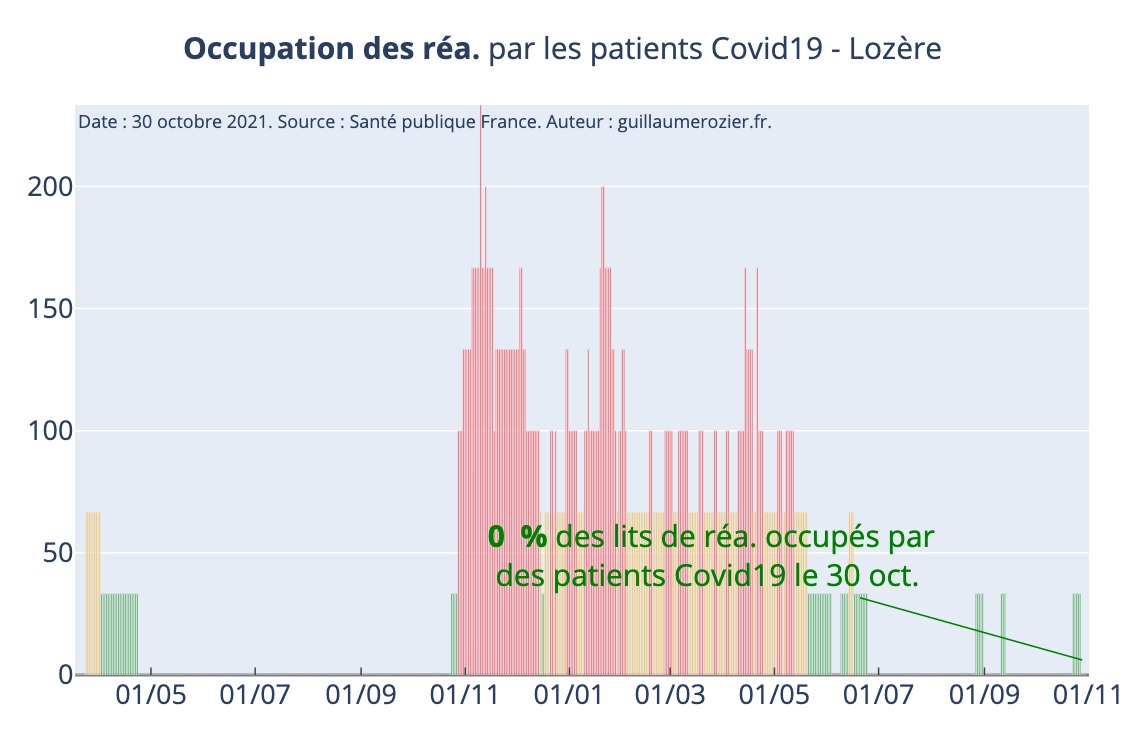 Occupation des réa. par les patients Covid19 - Lozère
Date : 30 octobre 2021. Source : Santé publique France. Auteur : guillaumerozier.fr.
200
150
100
50
0
0 % des lits de réa. occupés par
des patients Covid19 le 30 oct.
01/05 01/07 01/09 01/11 01/01 01/03 01/05 01/07 01/09 01/11